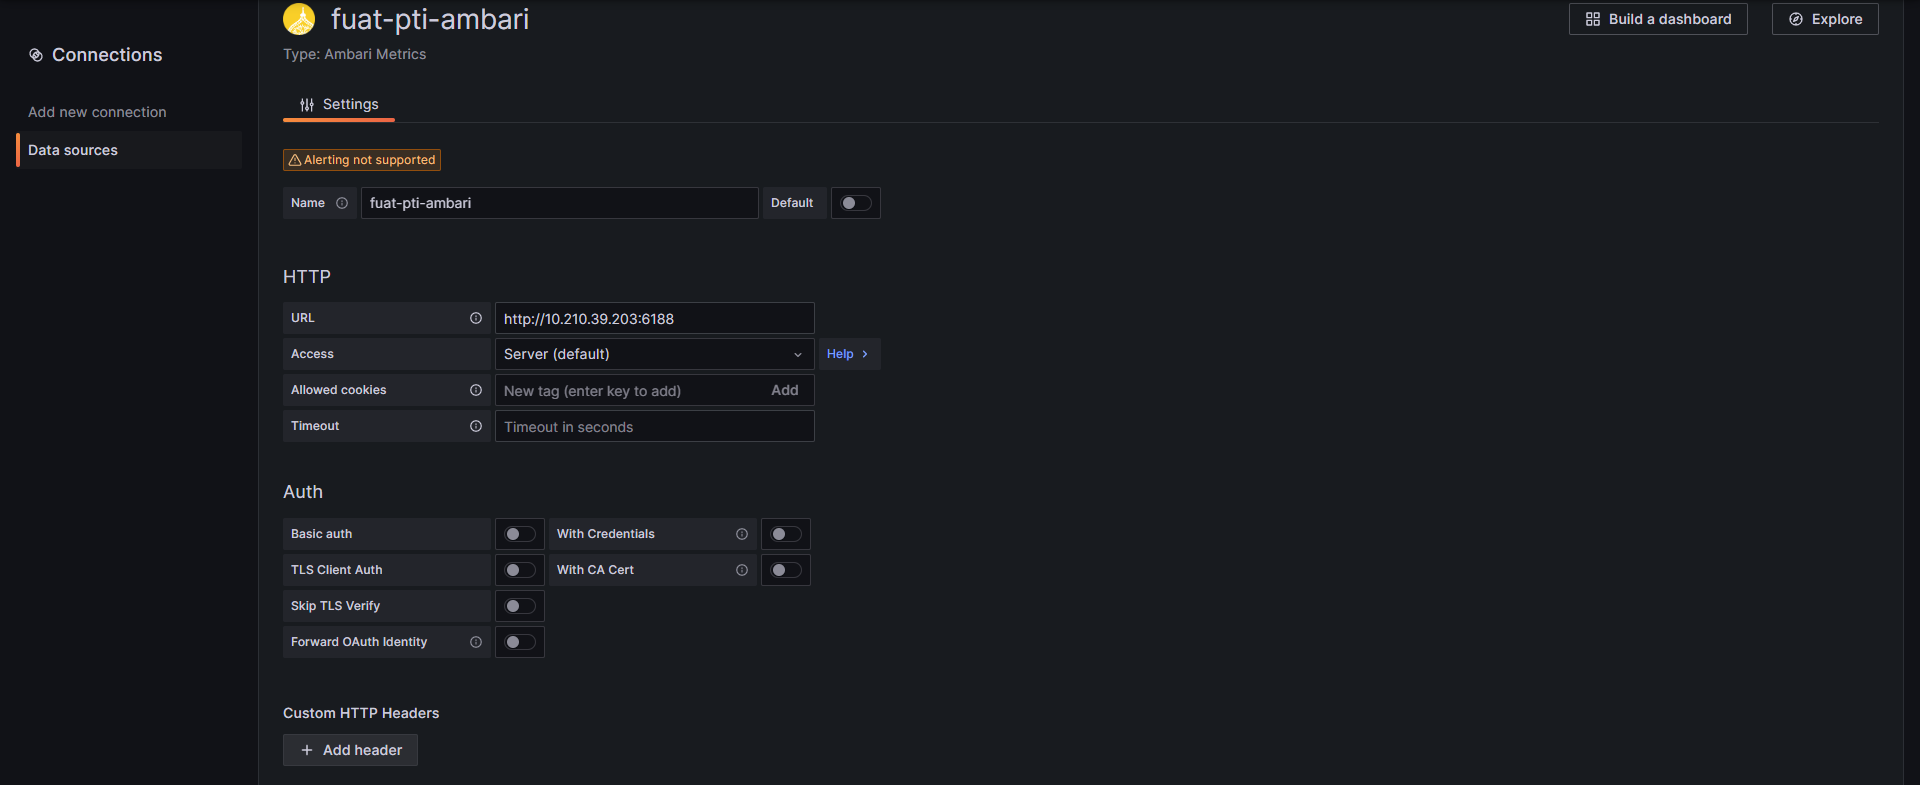 Connections
Add new connection
Data sources
fuat-pti-ambari
Type: Ambari Metrics
Build a dashboard
Explore
Settings
Alerting not supported
Name fuat-pti-ambari Default
HTTP
URL http://10.210.39.203:6188
Access Server (default) Help
Allowed cookies New tag (enter key to add) Add
Timeout Timeout in seconds
Auth
Basic auth With Credentials
TLS Client Auth With CA Cert
Skip TLS Verify
Forward OAuth Identity
Custom HTTP Headers
Add header